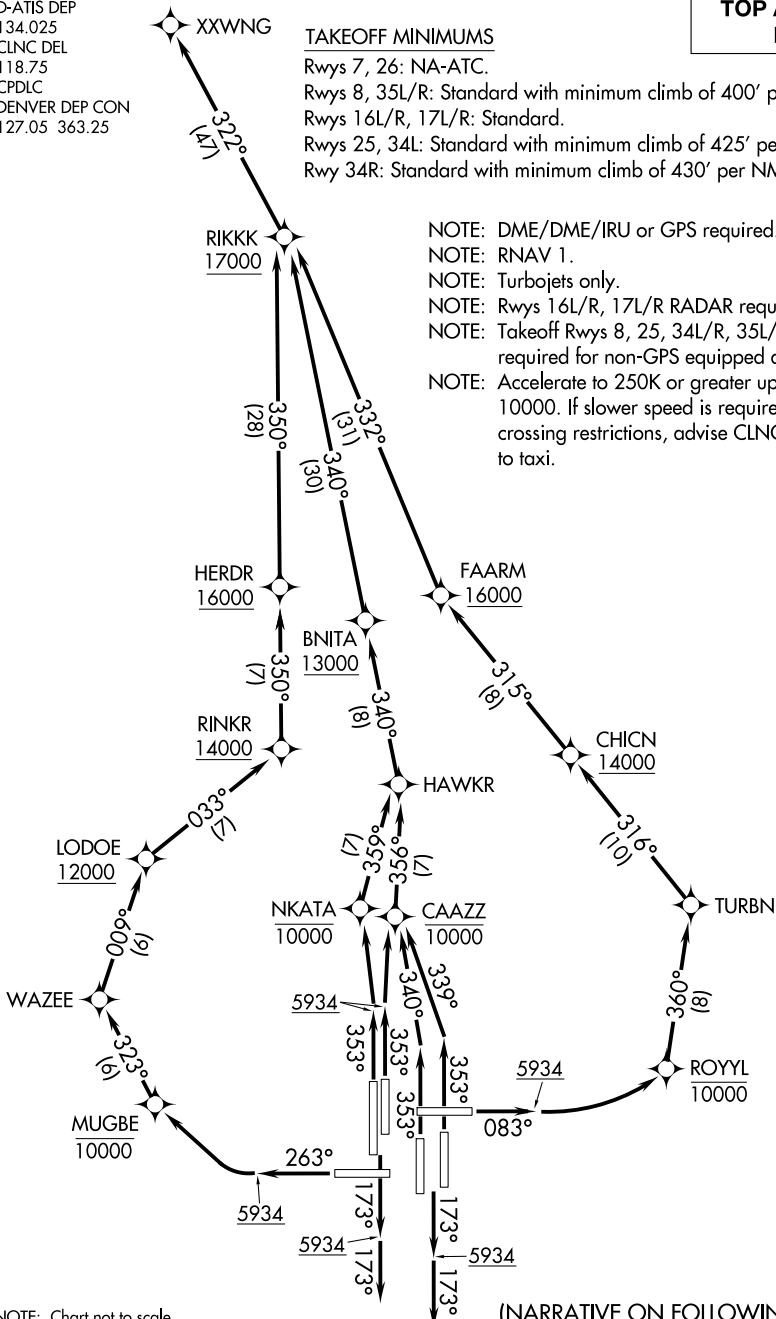 D-ATIS DEP
134.025
CLNC DEL
118.75
CPDLC
DENVER DEP CON
127.05 363.25
XXWNG
TOP
TAKEOFF MINIMUMS
Rwys 7, 26: NA-ATC.
Rwys 8, 35L/R: Standard with minimum climb of 400' p
Rwys 16L/R, 17L/R: Standard.
Rwys 25, 34L: Standard with minimum climb of 425' pe
Rwy 34R: Standard with minimum climb of 430' per NM
322°
(47)
RIKKK
17000
NOTE: DME/DME/IRU or GPS required.
NOTE: RNAV 1.
NOTE: Turbojets only.
NOTE: Rwys 16L/R, 17L/R RADAR requ
NOTE: Takeoff Rwys 8, 25, 34L/R, 35L/
required for non-GPS equipped a
NOTE: Accelerate to 250K or greater up
10000. If slower speed is require
crossing restrictions, advise CLNC
to taxi.
350°
(28)
340°
(30)
332°
(31)
HERDR
16000
FAARM
16000
BNITA
13000
350°
(7)
340°
(8)
315°
(8)
RINKR
14000
CHICN
14000
HAWKR
033°
(7)
359°
(7)
356°
(7)
316°
(10)
LODOE
12000
NKATA
10000
CAAZZ
10000
TURBN
009°
(6)
WAZEE
340°
339°
360°
(8)
5934
353°
353°
353°
353°
323°
(6)
ROYYL
10000
5934
083°
MUGBE
10000
263°
5934
173°
173°
5934
5934
173°
173°
NOTE: Chart not to scale.
(NARRATIVE ON FOLLOWIN